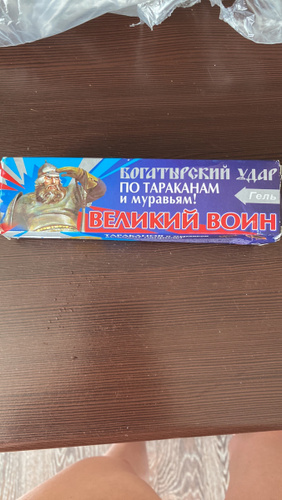 БОГАТЫРСКИЙ УДАР
ПО ТАРАКАНАМ
и муравьям!
Гель
ВЕЛИКИЙ ВОИН